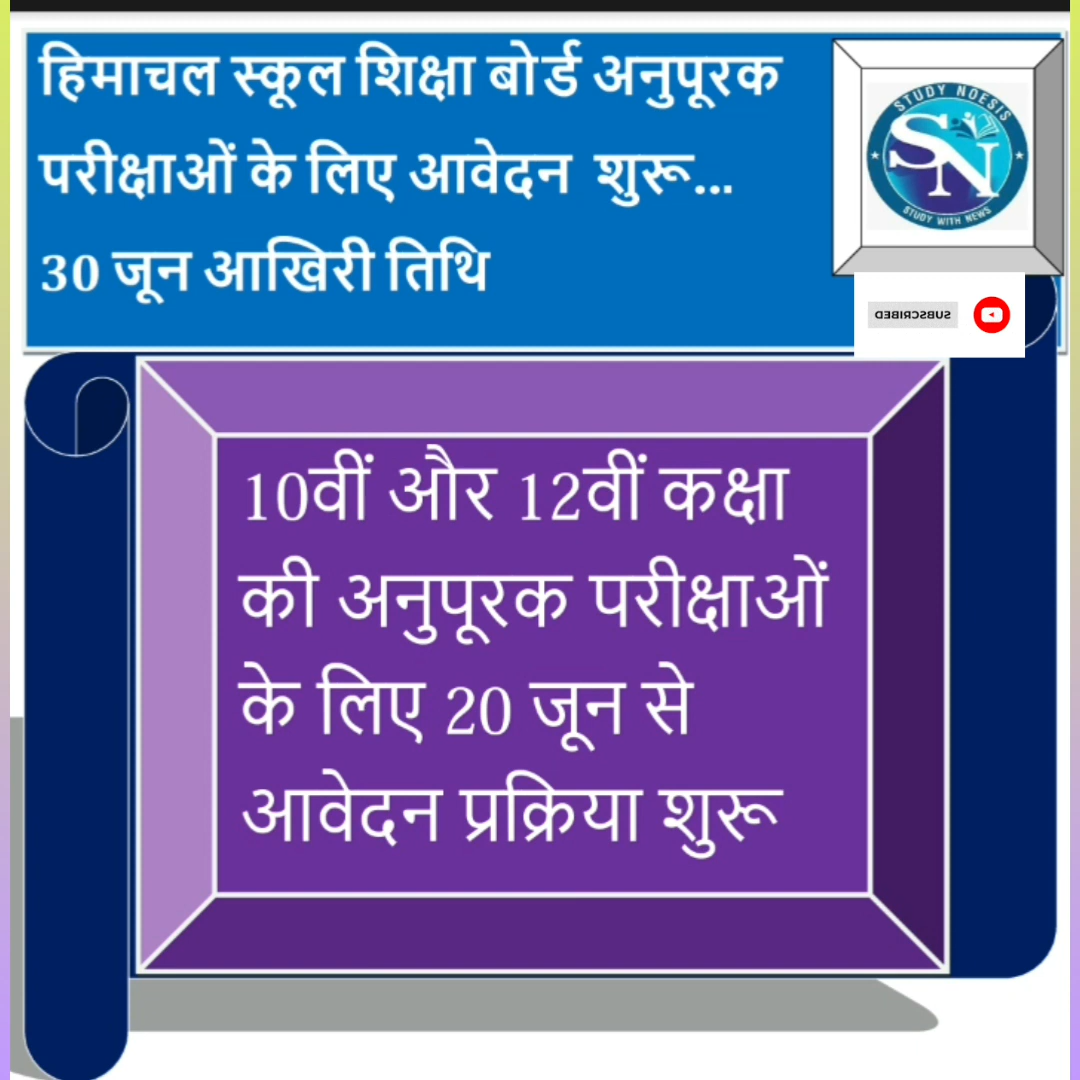 हिमाचल स्कूल शिक्षा बोर्ड अनुपूरक
परीक्षाओं के लिए आवेदन शुरू...
30 जून आखिरी तिथि
STUDY NOESIS
SN
STUDY WITH NEWS
SUBSCRIBED
10वीं और 12वीं कक्षा
की अनुपूरक परीक्षाओं
के लिए 20 जून से
आवेदन प्रक्रिया शुरू